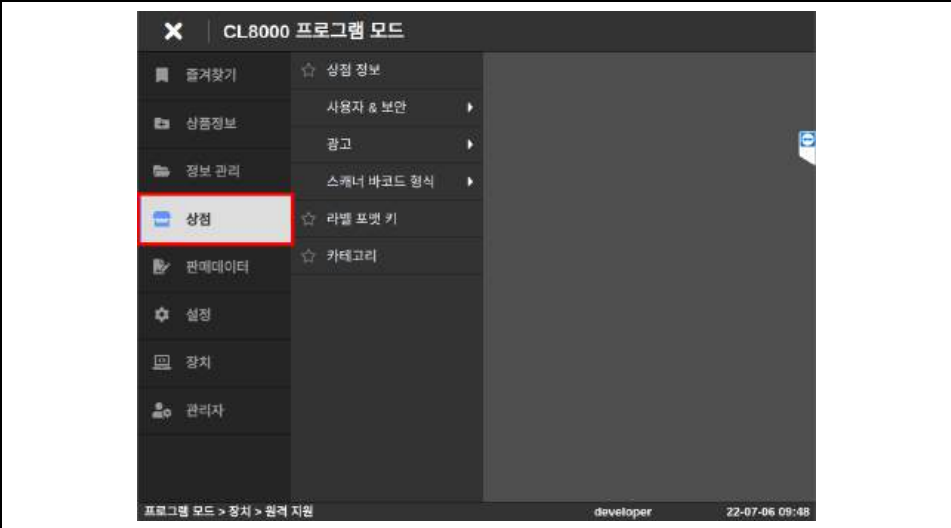 CL8000 프로그램 모드
즐겨찾기
상품정보
정보 관리
상점
판매데이터
설정
장치
관리자
상점 정보
사용자 & 보안
광고
스캐너 바코드 형식
라벨 포맷 키
카테고리
프로그램 모드 > 장치 > 원격 지원
developer
22-07-06 09:48